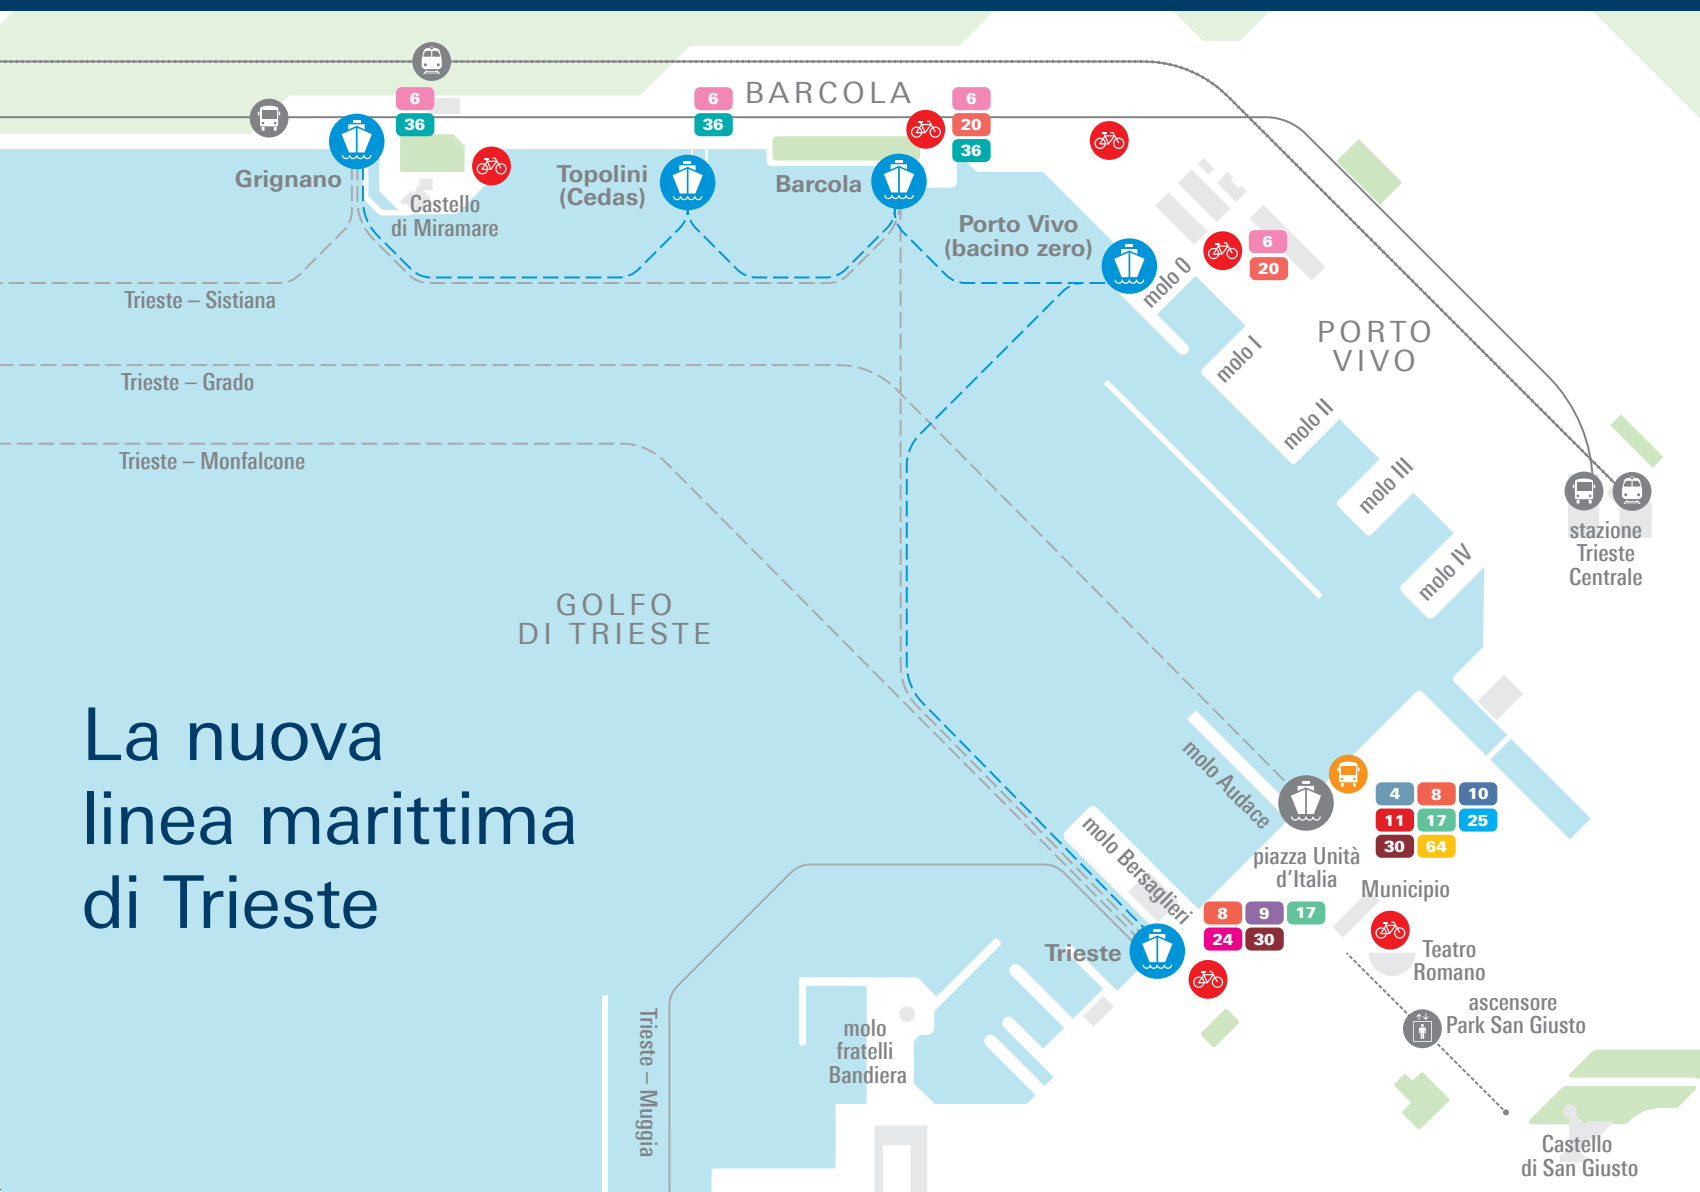 BARCOLA
6
36
6
36
6
20
36
Grignano
Castello
di Miramare
Topolini
(Cedas)
Barcola
Porto Vivo
(bacino zero)
6
20
molo 0
Trieste – Sistiana
PORTO
VIVO
molo I
Trieste – Grado
molo II
Trieste – Monfalcone
molo III
stazione
Trieste
Centrale
molo IV
GOLFO
DI TRIESTE
La nuova
linea marittima
di Trieste
molo Audace
4 8 10
11 17 25
30 64
piazza Unità
d'Italia
molo Bersaglieri
Municipio
8 9 17
24 30
Trieste
Teatro
Romano
ascensore
Park San Giusto
Trieste – Muggia
molo
fratelli
Bandiera
Castello
di San Giusto